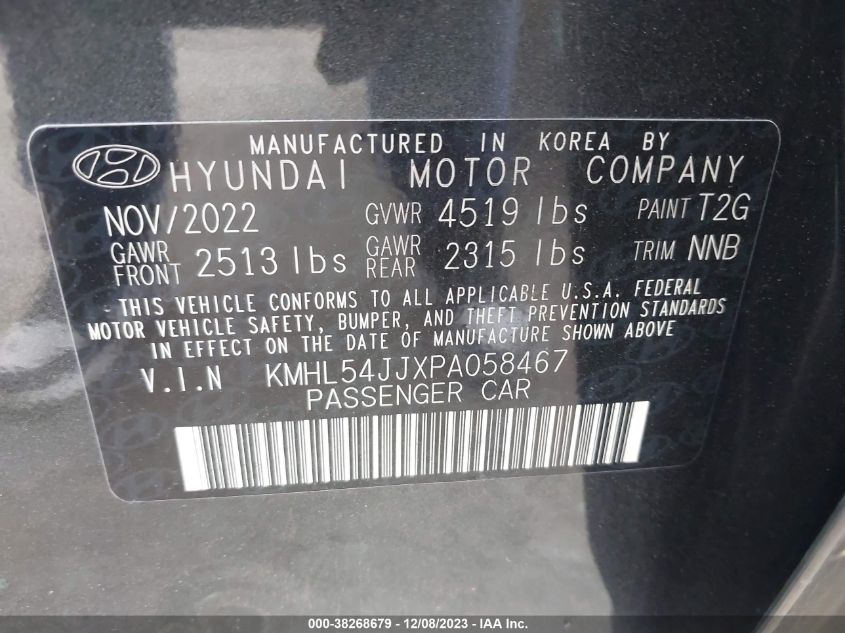 MANUFACTURED IN KOREA BY
HYUNDAI MOTOR COMPANY
NOV/2022 GVWR 4519 lbs PAINT T2G
GAWR FRONT 2513 lbs GAWR REAR 2315 lbs TRIM NNB
THIS VEHICLE CONFORMS TO ALL APPLICABLE U.S.A. FEDERAL
MOTOR VEHICLE SAFETY, BUMPER, AND THEFT PREVENTION STANDARDS
IN EFFECT ON THE DATE OF MANUFACTURE SHOWN ABOVE
V.I.N KMHL54JJXPA058467
PASSENGER CAR
000-38268679 - 12/08/2023 - IAA Inc.